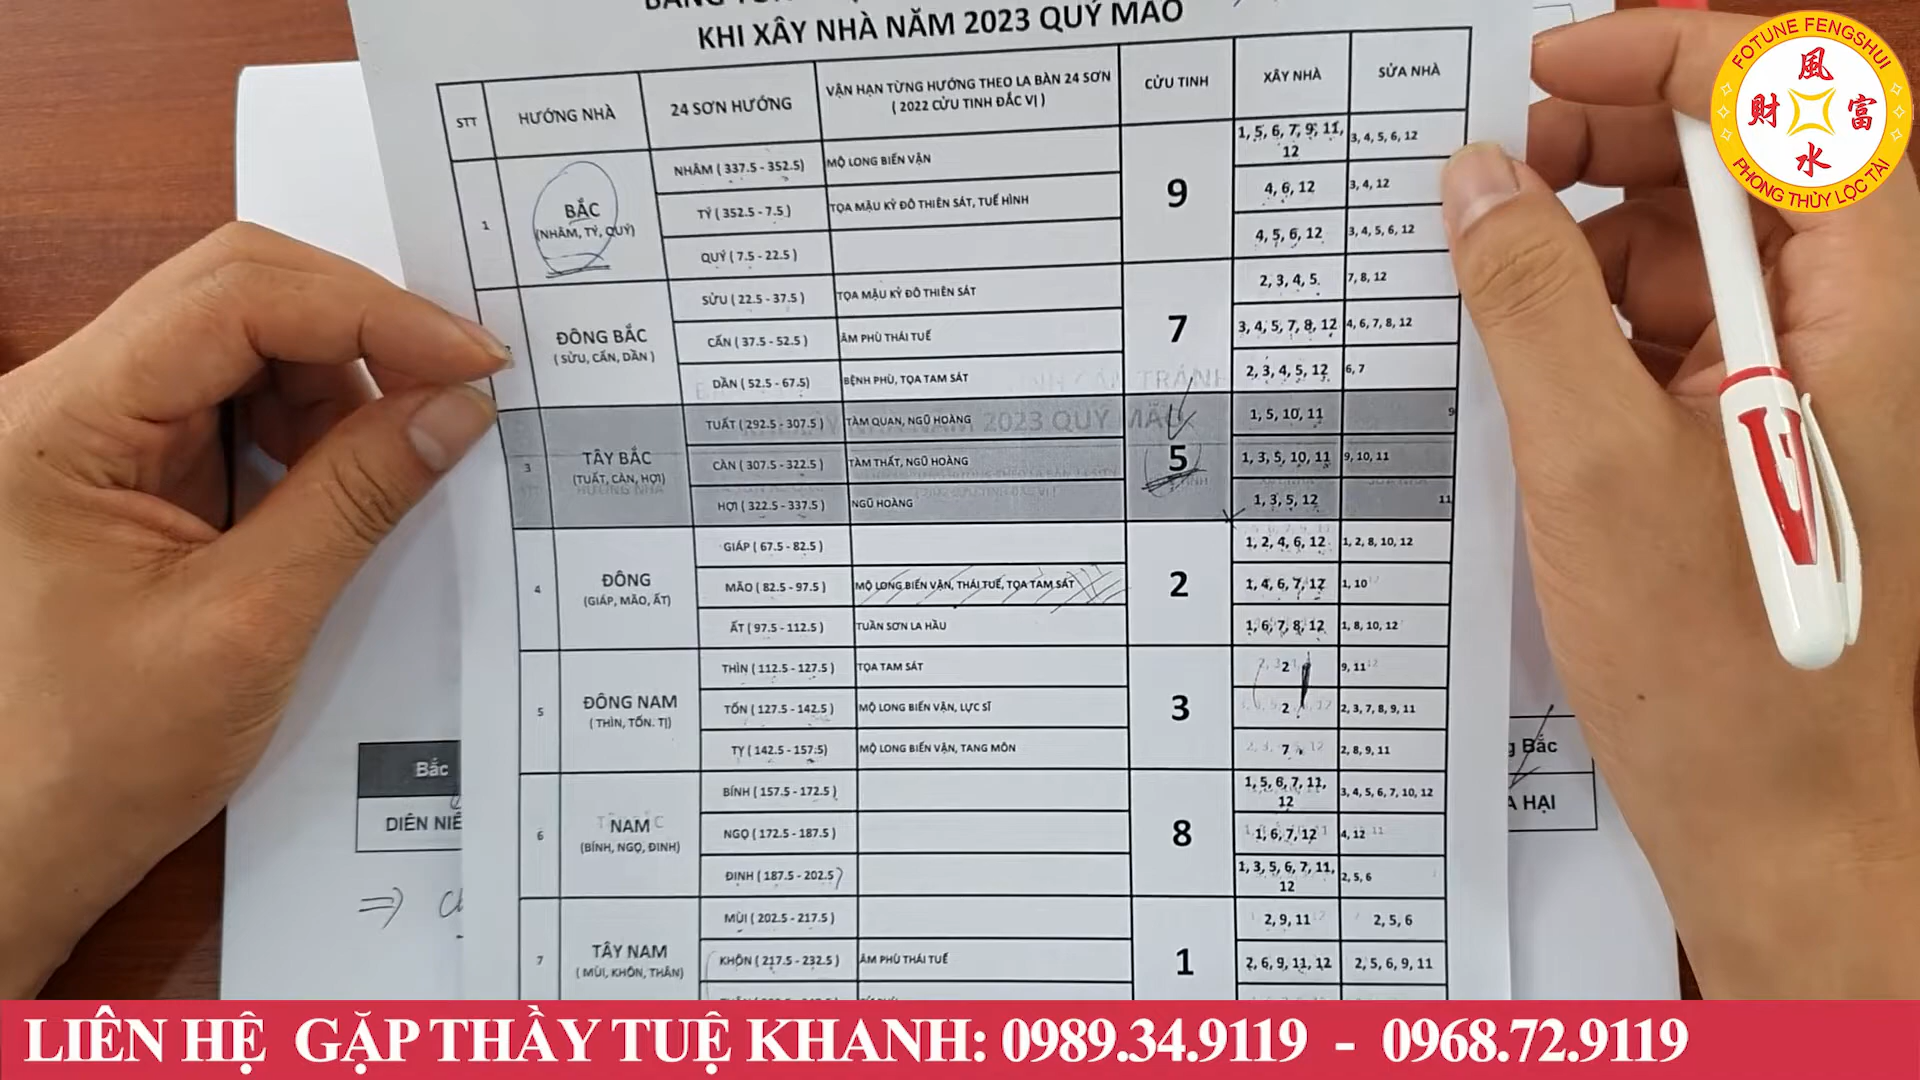 KHI XÂY NHÀ NĂM 2023 QUÝ MÃO
STT HƯỚNG NHÀ 24 SƠN HƯỚNG VẬN HẠN TỪNG HƯỚNG THEO LA BÀN 24 SƠN ( 2022 CỬU TINH ĐẮC VỊ ) CỬU TINH XÂY NHÀ SỬA NHÀ
1 BẮC (NHÂM, TÝ, QUÝ) 9
NHÂM ( 337.5 - 352.5) MỘ LONG BIẾN VẬN 1, 5, 6, 7, 9, 11, 12 3, 4, 5, 6, 12
TÝ ( 352.5 - 7.5 ) TỌA MẬU KỶ ĐÔ THIÊN SÁT, TUẾ HÌNH 4, 6, 12 3, 4, 12
QUÝ ( 7.5 - 22.5 ) 4, 5, 6, 12 3, 4, 5, 6, 12
ĐÔNG BẮC ( SỬU, CẤN, DẦN ) 7
SỬU ( 22.5 - 37.5 ) TỌA MẬU KỶ ĐÔ THIÊN SÁT 2, 3, 4, 5. 7, 8, 12
CẤN ( 37.5 - 52.5 ) ÂM PHÙ THÁI TUẾ 3, 4, 5, 7, 8, 12 4, 6, 7, 8, 12
DẦN ( 52.5 - 67.5) BỆNH PHÙ, TỌA TAM SÁT 2, 3, 4, 5, 12 6, 7
3 TÂY BẮC (TUẤT, CÀN, HỢI) 5
TUẤT ( 292.5 - 307.5 ) TÀM QUAN, NGŨ HOÀNG 1, 5, 10, 11 9
CÀN ( 307.5 - 322.5 ) TÀM THẤT, NGŨ HOÀNG 1, 3, 5, 10, 11 9, 10, 11
HỢI ( 322.5 - 337.5 ) NGŨ HOÀNG 1, 3, 5, 12 11
4 ĐÔNG (GIÁP, MÃO, ẤT) 2
GIÁP ( 67.5 - 82.5 ) 1, 2, 4, 6, 12 1, 2, 8, 10, 12
MÃO ( 82.5 - 97.5 ) MỘ LONG BIẾN VẬN, THÁI TUẾ, TỌA TAM SÁT 1, 4, 6, 7, 12 1, 10
ẤT ( 97.5 - 112.5 ) TUẦN SƠN LA HẦU 1, 6, 7, 8, 12 1, 8, 10, 12
5 ĐÔNG NAM ( THÌN, TỐN. TỊ) 3
THÌN ( 112.5 - 127.5 ) TỌA TAM SÁT 2 9, 11
TỐN ( 127.5 - 142.5 ) MỘ LONG BIẾN VẬN, LỰC SĨ 2 2, 3, 7, 8, 9, 11
TỴ ( 142.5 - 157.5) MỘ LONG BIẾN VẬN, TANG MÔN 7 2, 8, 9, 11
6 NAM (BÍNH, NGỌ, ĐINH) 8
BÍNH ( 157.5 - 172.5 ) 1, 5, 6, 7, 11, 12 3, 4, 5, 6, 7, 10, 12
NGỌ ( 172.5 - 187.5 ) 1, 6, 7, 12 4, 12
ĐINH ( 187.5 - 202.5 ) 1, 3, 5, 6, 7, 11, 12 2, 5, 6
7 TÂY NAM ( MÙI, KHÔN, THÂN) 1
MÙI ( 202.5 - 217.5 ) 2, 9, 11 2, 5, 6
KHÔN ( 217.5 - 232.5 ) ÂM PHÙ THÁI TUẾ 2, 6, 9, 11, 12 2, 5, 6, 9, 11
Bắc
DIÊN NIÊ
Bắc
HẠI
FOTUNE FENGSHUI
風
財 富
水
PHONG THỦY LỘC TÀI
LIÊN HỆ GẶP THẦY TUỆ KHANH: 0989.34.9119 - 0968.72.9119